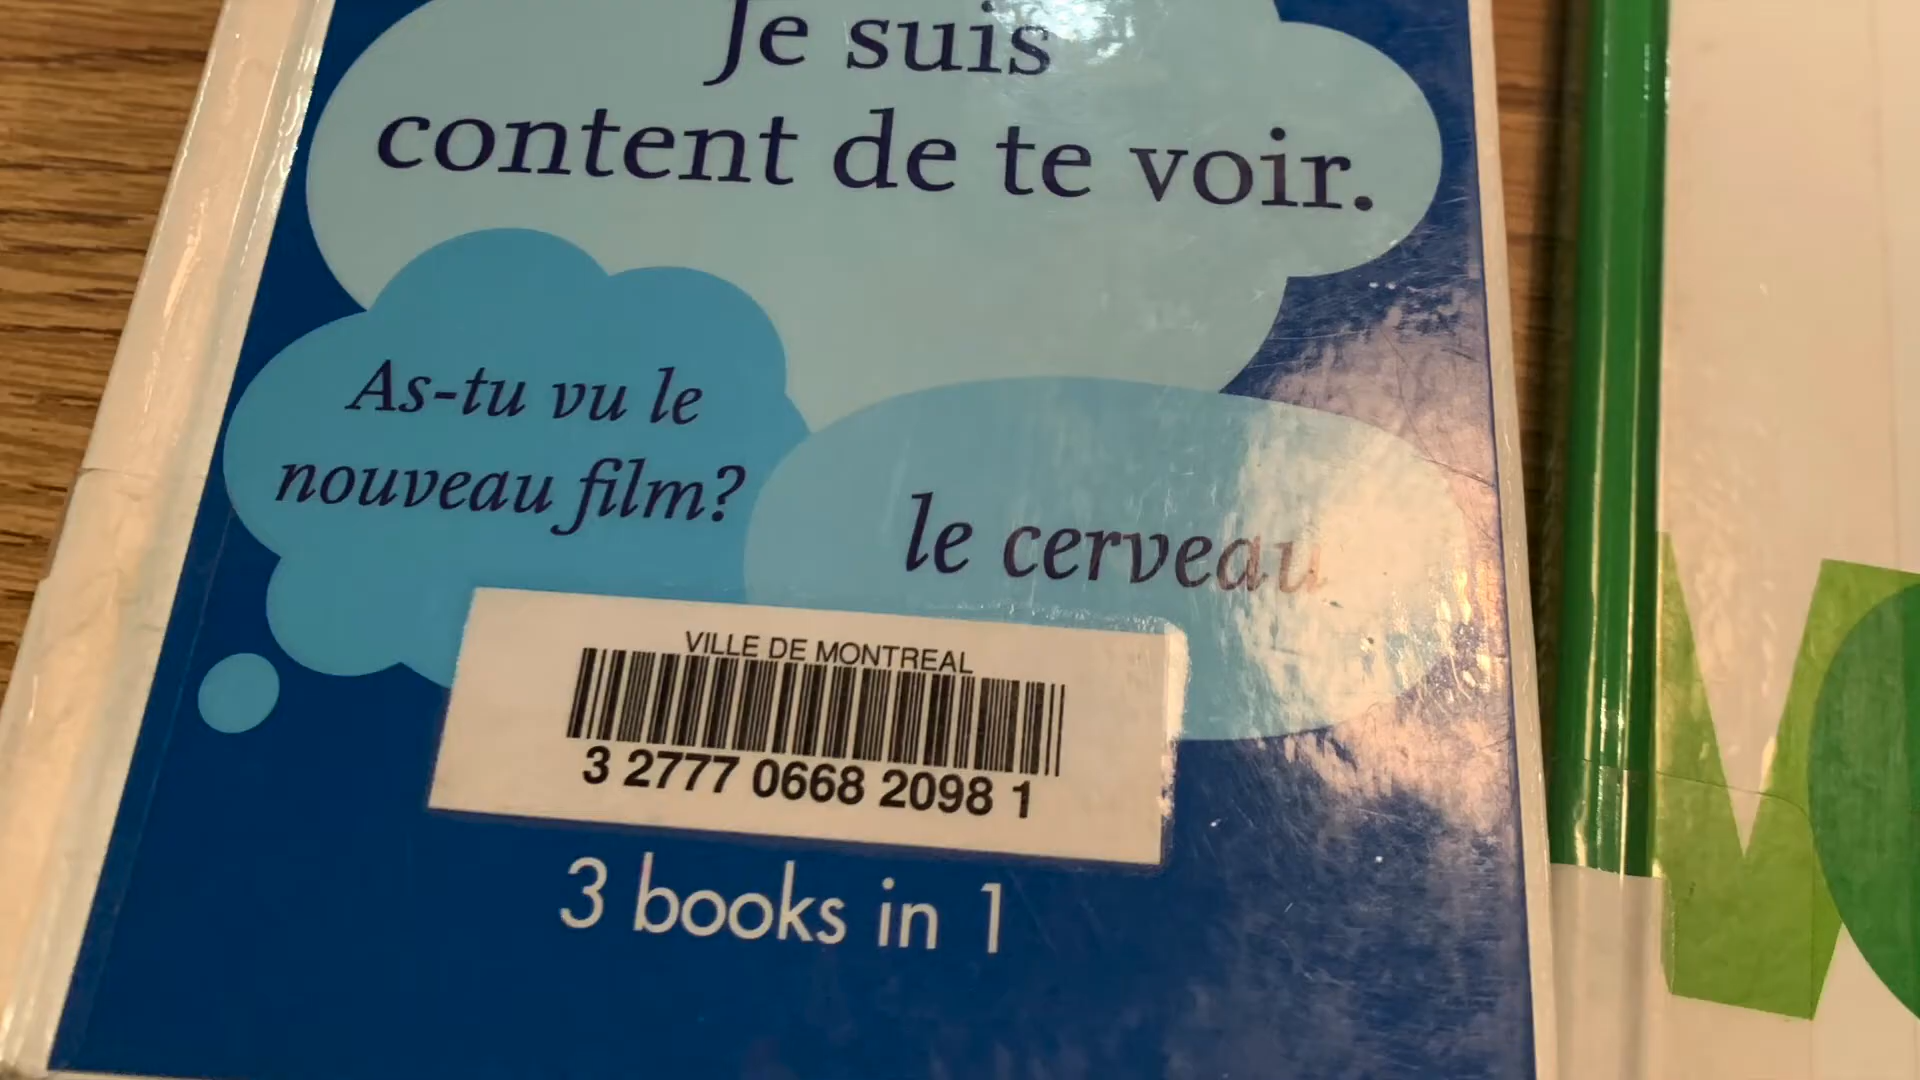 Je suis
content de te voir.
As-tu vu le
nouveau film?
le cerveau
VILLE DE MONTREAL
3 2777 0668 2098 1
3 books in 1